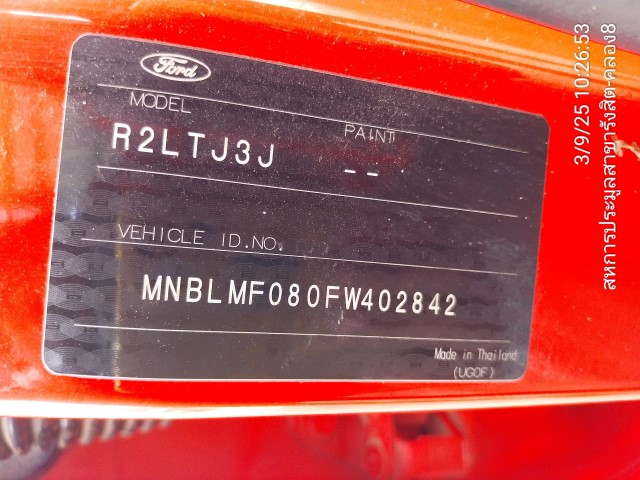 Ford
MODEL
PAINT
R2LTJ3J
--
VEHICLE ID.NO.
MNBLMF080FW402842
Made in Thailand
(UGOF)
3/9/25 10:26:53
สหการประมูลสาขารังสิต-คลอง8